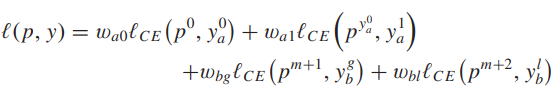 ℓ(p, y) = w_{a0}ℓ_{CE}(p^0, y_a^0) + w_{a1}ℓ_{CE}(p^{y_a^0}, y_a^1)
+w_{bg}ℓ_{CE}(p^{m+1}, y_b^g) + w_{bl}ℓ_{CE}(p^{m+2}, y_b^l)